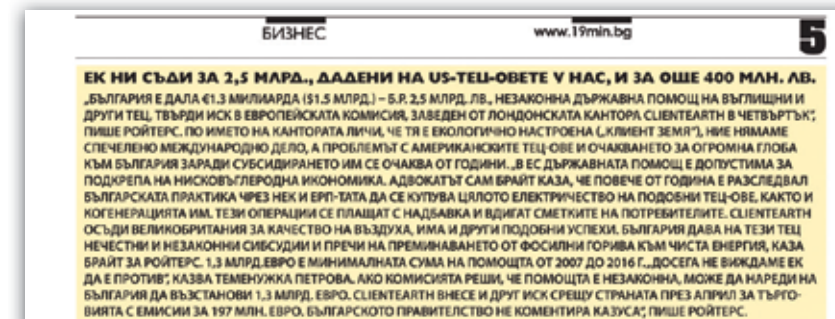 БИЗНЕС
www.19min.bg
5
ЕК НИ СЪДИ ЗА 2,5 МЛРД., ДАДЕНИ НА US-ТЕЦ-ОВЕТЕ У НАС, И ЗА ОЩЕ 400 МЛН. ЛВ.
„БЪЛГАРИЯ Е ДАЛА €1.3 МИЛИАРДА ($1.5 МЛРД.) – Б.Р. 2,5 МЛРД. ЛВ., НЕЗАКОННА ДЪРЖАВНА ПОМОЩ НА ВЪГЛИЩНИ И
ДРУГИ ТЕЦ, ТВЪРДИ ИСК В ЕВРОПЕЙСКАТА КОМИСИЯ, ЗАВЕДЕН ОТ ЛОНДОНСКАТА КАНТОРА CLIENTEARTH В ЧЕТВЪРТЪК“,
ПИШЕ РОЙТЕРС. ПО ИМЕТО НА КАНТОРАТА ЛИЧИ, ЧЕ ТЯ Е ЕКОЛОГИЧНО НАСТРОЕНА („КЛИЕНТ ЗЕМЯ“), НИЕ НЯМАМЕ
СПЕЧЕЛЕНО МЕЖДУНАРОДНО ДЕЛО, А ПРОБЛЕМЪТ С АМЕРИКАНСКИТЕ ТЕЦ-ОВЕ И ОЧАКВАНЕТО ЗА ОГРОМНА ГЛОБА
КЪМ БЪЛГАРИЯ ЗАРАДИ СУБСИДИРАНЕТО ИМ СЕ ОЧАКВА ОТ ГОДИНИ. „В ЕС ДЪРЖАВНАТА ПОМОЩ Е ДОПУСТИМА ЗА
ПОДКРЕПА НА НИСКОВЪГЛЕРОДНА ИКОНОМИКА. АДВОКАТЪТ САМ БРАЙТ КАЗА, ЧЕ ПОВЕЧЕ ОТ ГОДИНА Е РАЗСЛЕДВАЛ
БЪЛГАРСКАТА ПРАКТИКА ЧРЕЗ НЕК И ЕРП-ТАТА ДА СЕ КУПУВА ЦЯЛОТО ЕЛЕКТРИЧЕСТВО НА ПОДОБНИ ТЕЦ-ОВЕ, КАКТО И
КОГЕНЕРАЦИЯТА ИМ. ТЕЗИ ОПЕРАЦИИ СЕ ПЛАЩАТ С НАДБАВКА И ВДИГАТ СМЕТКИТЕ НА ПОТРЕБИТЕЛИТЕ. CLIENTEARTH
ОСЪДИ ВЕЛИКОБРИТАНИЯ ЗА КАЧЕСТВО НА ВЪЗДУХА, ИМА И ДРУГИ ПОДОБНИ УСПЕХИ. БЪЛГАРИЯ ДАВА НА ТЕЗИ ТЕЦ
НЕЧЕСТНИ И НЕЗАКОННИ СИБСУДИИ И ПРЕЧИ НА ПРЕМИНАВАНЕТО ОТ ФОСИЛНИ ГОРИВА КЪМ ЧИСТА ЕНЕРГИЯ, КАЗА
БРАЙТ ЗА РОЙТЕРС. 1,3 МЛРД.ЕВРО Е МИНИМАЛНАТА СУМА НА ПОМОЩТА ОТ 2007 ДО 2016 Г. „ДОСЕГА НЕ ВИЖДАМЕ ЕК
ДА Е ПРОТИВ“, КАЗВА ТЕМЕНУЖКА ПЕТРОВА. АКО КОМИСИЯТА РЕШИ, ЧЕ ПОМОЩТА Е НЕЗАКОННА, МОЖЕ ДА НАРЕДИ НА
БЪЛГАРИЯ ДА ВЪЗСТАНОВИ 1,3 МЛРД. ЕВРО. CLIENTEARTH ВНЕСЕ И ДРУГ ИСК СРЕЩУ СТРАНАТА ПРЕЗ АПРИЛ ЗА ТЪРГО-
ВИЯТА С ЕМИСИИ ЗА 197 МЛН. ЕВРО. БЪЛГАРСКОТО ПРАВИТЕЛСТВО НЕ КОМЕНТИРА КАЗУСА“, ПИШЕ РОЙТЕРС.